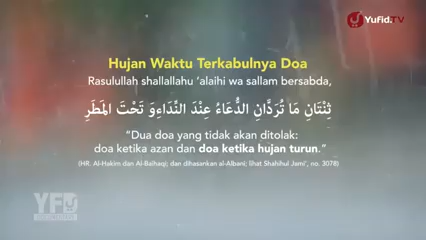 Yufid.TV
Hujan Waktu Terkabulnya Doa
Rasulullah shallallahu 'alaihi wa sallam bersabda,
ثِنْتَانِ مَا تُرَدَّانِ الدُّعَاءُ عِنْدَ النِّدَاءِ وَ تَحْتَ المَطَرِ
"Dua doa yang tidak akan ditolak:
doa ketika azan dan doa ketika hujan turun."
(HR. Al-Hakim dan Al-Baihaqi; dan dihasankan al-Albani; lihat Shahihul Jami', no. 3078)